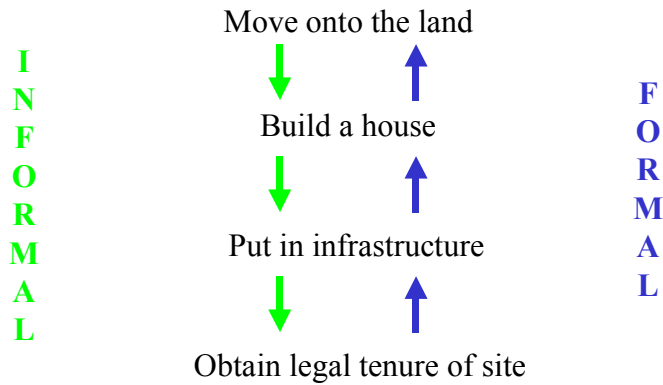 Move onto the land
INFORMAL
FORMAL
Build a house
Put in infrastructure
Obtain legal tenure of site